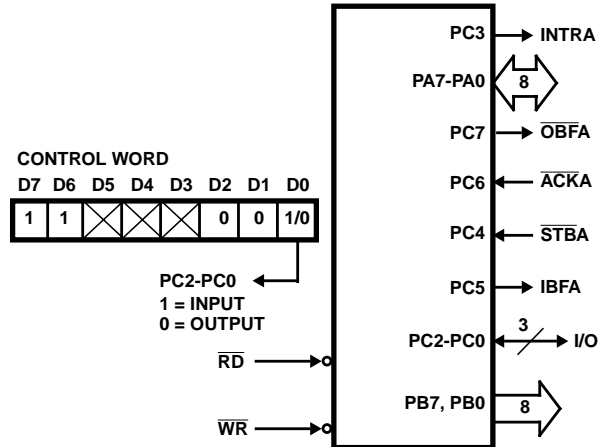 PC3 INTRA
PA7-PA0 8
PC7 OBFA
CONTROL WORD
D7 D6 D5 D4 D3 D2 D1 D0
1 1 0 0 1/0
PC6 ACKA
PC4 STBA
PC2-PC0
1 = INPUT
0 = OUTPUT
PC5 IBFA
PC2-PC0 3 I/O
RD
PB7, PB0 8
WR